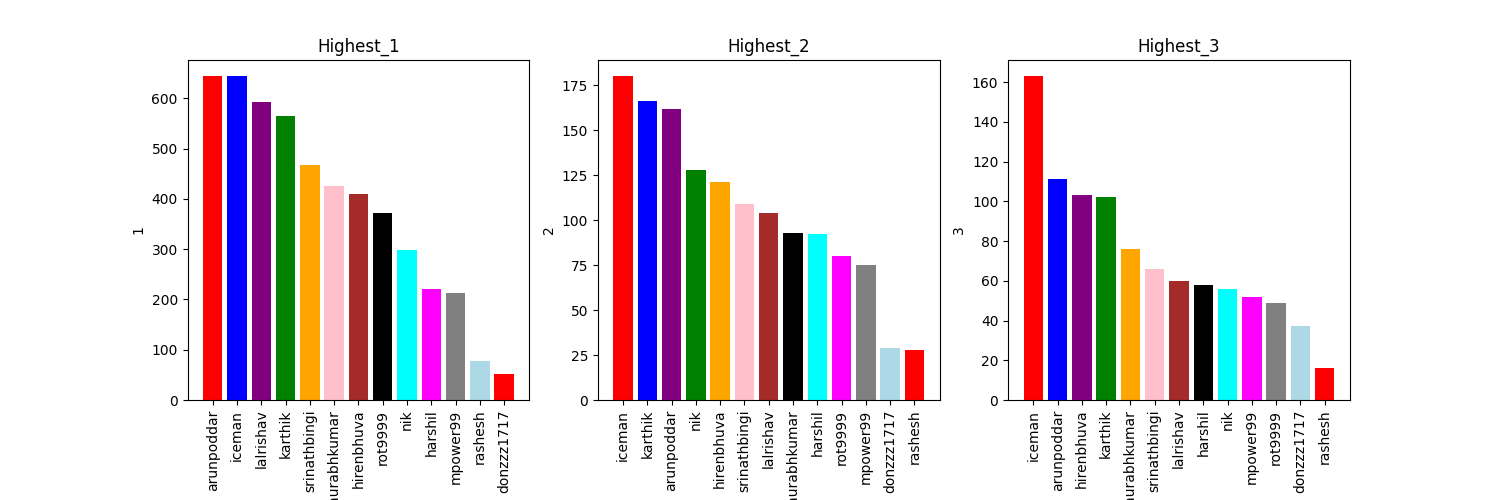 Highest_1
1
600
500
400
300
200
100
0
arunpoddar
iceman
lalrishav
karthik
srinathbingi
urabhkumar
hirenbhuva
rot9999
nik
harshil
mpower99
rashesh
donzzz1717
Highest_2
2
175
150
125
100
75
50
25
0
iceman
karthik
arunpoddar
nik
hirenbhuva
srinathbingi
lalrishav
urabhkumar
harshil
rot9999
mpower99
donzzz1717
rashesh
Highest_3
3
160
140
120
100
80
60
40
20
0
iceman
arunpoddar
hirenbhuva
karthik
urabhkumar
srinathbingi
lalrishav
harshil
nik
mpower99
rot9999
donzzz1717
rashesh